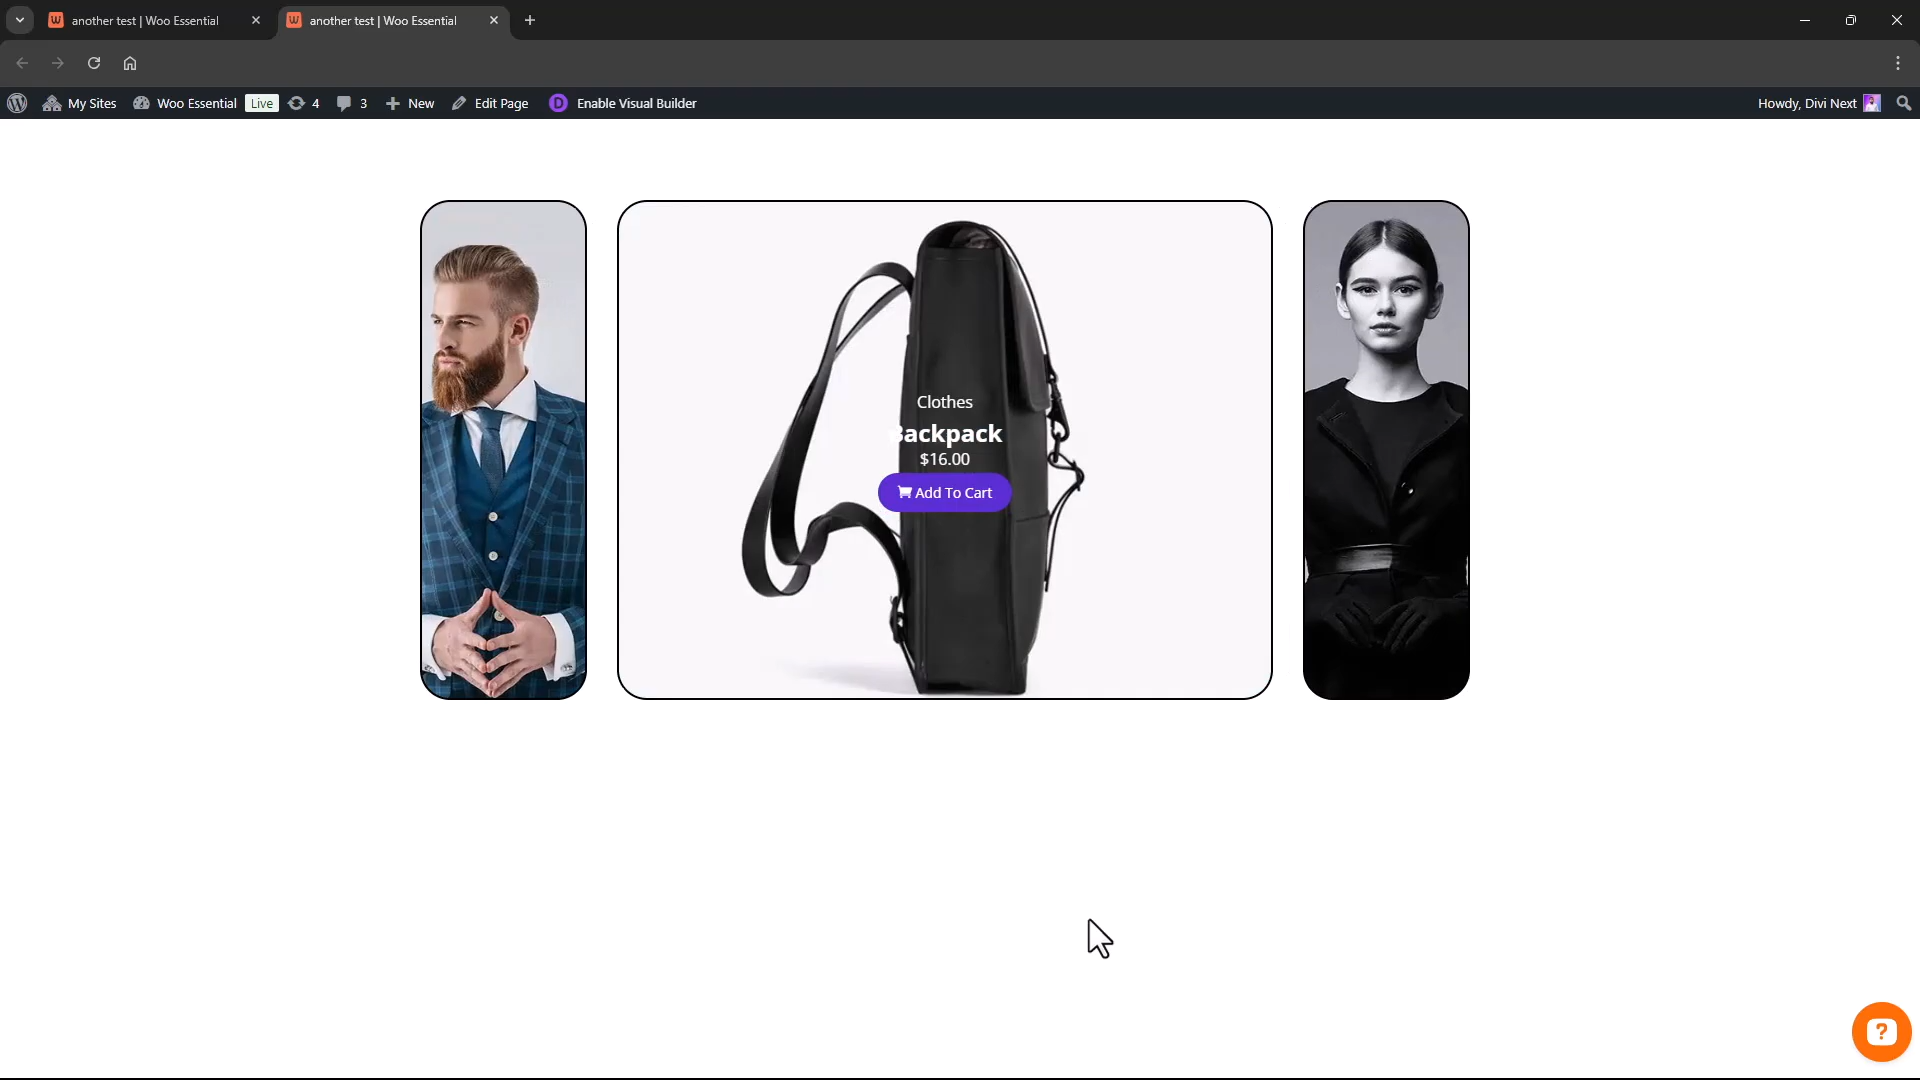 another test | Woo Essential
another test | Woo Essential
My Sites
Woo Essential
Live
4
3
New
Edit Page
D
Enable Visual Builder
Howdy, Divi Next
Clothes
Backpack
$16.00
Add To Cart
?